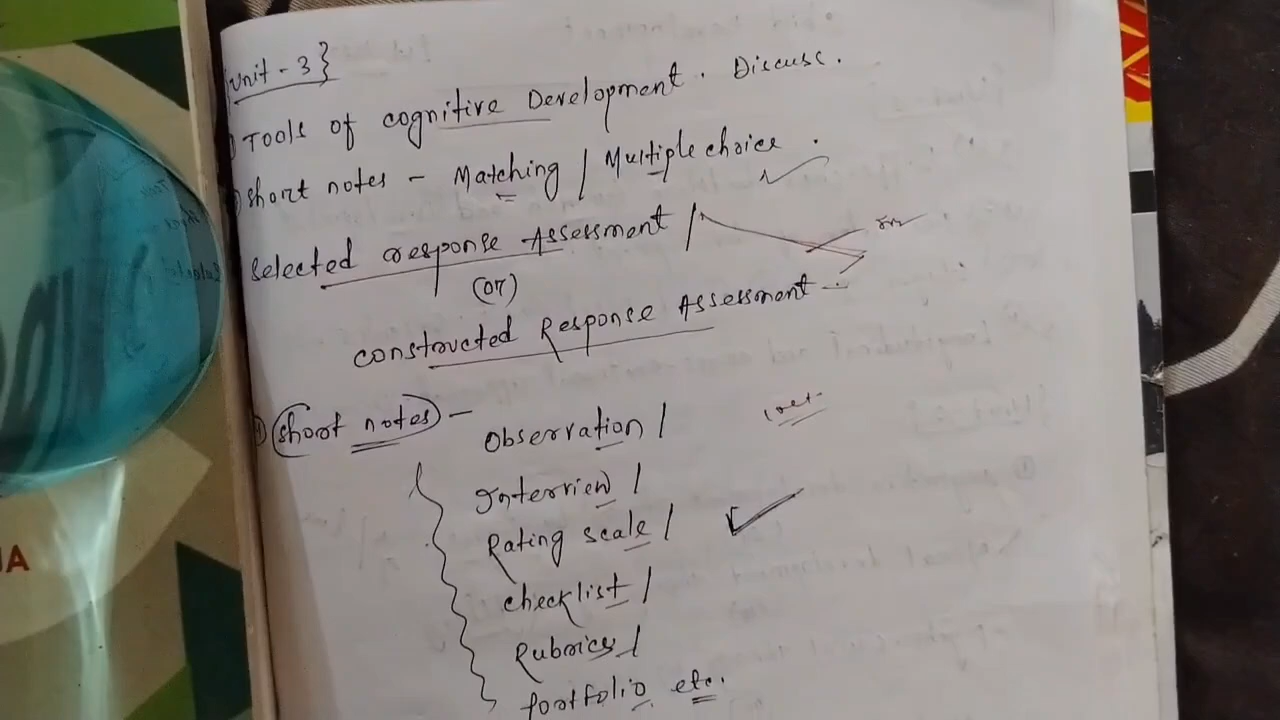 Unit - 3}
Tools of cognitive Development. Discuss.
short notes - Matching / Multiple choice.
selected response Assessment /
(or)
constructed Response Assessment
short notes -
Observation /
Interview /
Rating scale /
checklist /
Rubrics /
portfolio etc.
IA